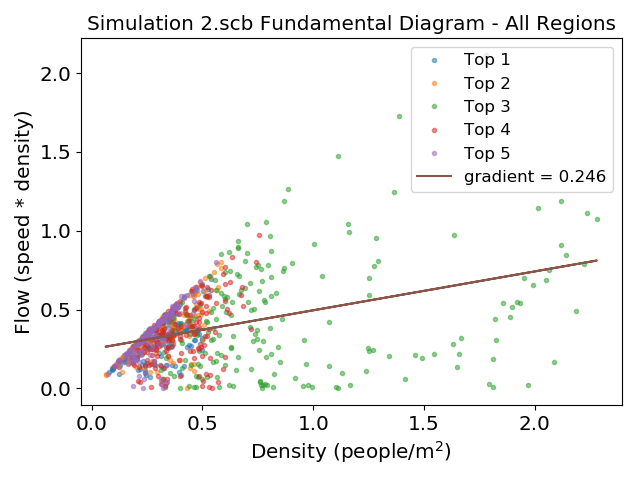 Simulation 2.scb Fundamental Diagram - All Regions
Flow (speed * density)
2.0
1.5
1.0
0.5
0.0
Top 1
Top 2
Top 3
Top 4
Top 5
gradient = 0.246
0.0 0.5 1.0 1.5 2.0
Density (people/m²)